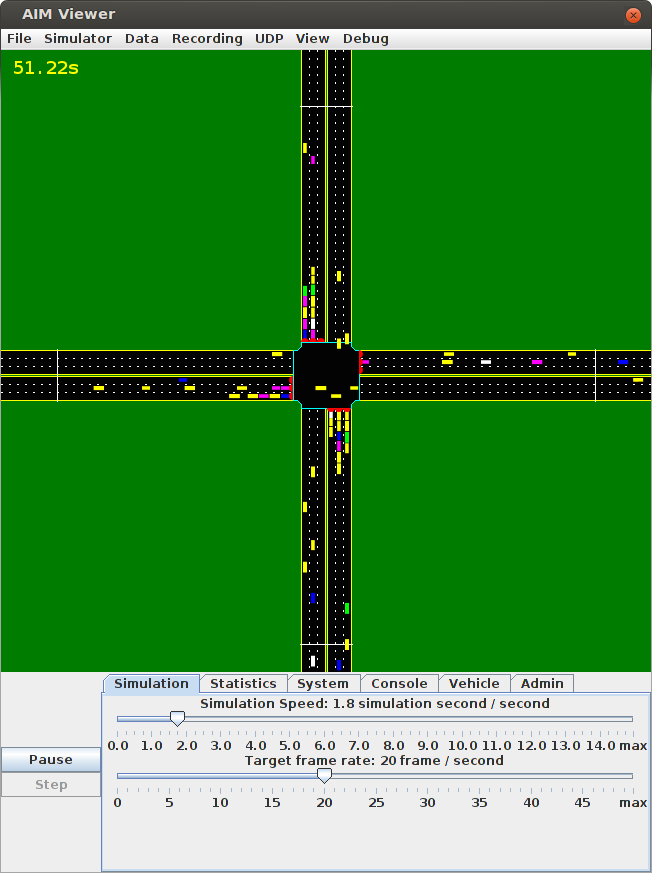 AIM Viewer
File Simulator Data Recording UDP View Debug
51.22s
Simulation Statistics System Console Vehicle Admin
Simulation Speed: 1.8 simulation second / second
0.0 1.0 2.0 3.0 4.0 5.0 6.0 7.0 8.0 9.0 10.0 11.0 12.0 13.0 14.0 max
Pause
Target frame rate: 20 frame / second
Step
0 5 10 15 20 25 30 35 40 45 max